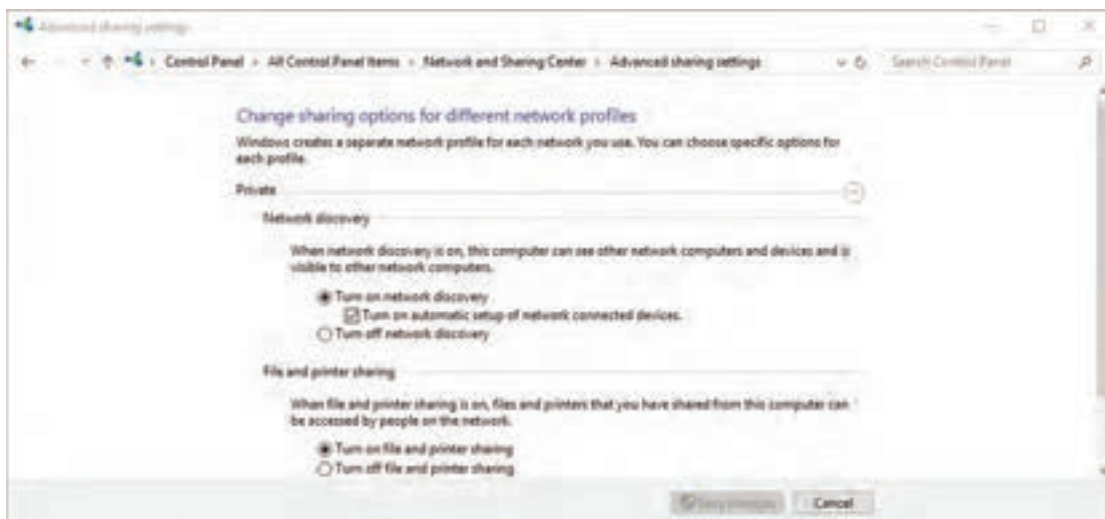 Advanced sharing settings
Control Panel > All Control Panel Items > Network and Sharing Center > Advanced sharing settings
Search Control Panel
Change sharing options for different network profiles
Windows creates a separate network profile for each network you use. You can choose specific options for
each profile.
Private
Network discovery
When network discovery is on, this computer can see other network computers and devices and is
visible to other network computers.
Turn on network discovery
Turn on automatic setup of network connected devices.
Turn off network discovery
File and printer sharing
When file and printer sharing is on, files and printers that you have shared from this computer can
be accessed by people on the network.
Turn on file and printer sharing
Turn off file and printer sharing
Cancel